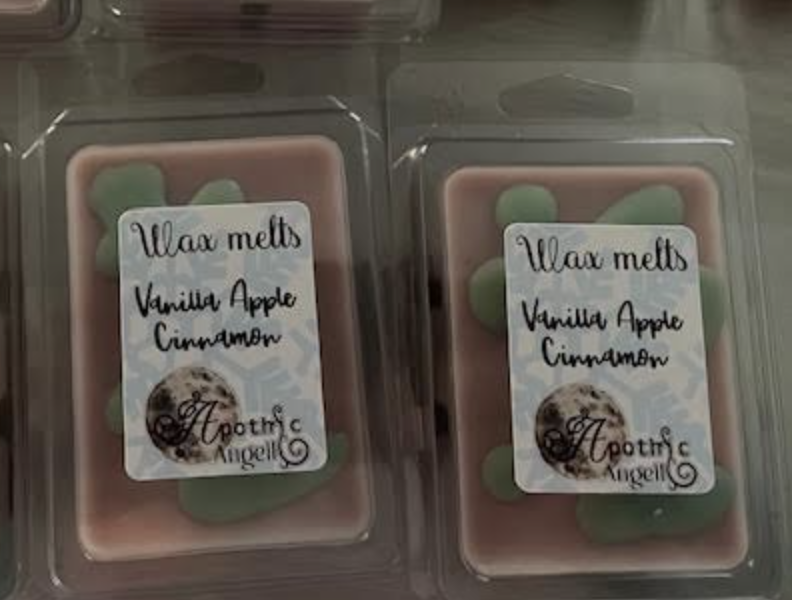 Wax melts
Vanilla Apple
Cinnamon
Apothic
Angell
Wax melts
Vanilla Apple
Cinnamon
Apothic
Angell